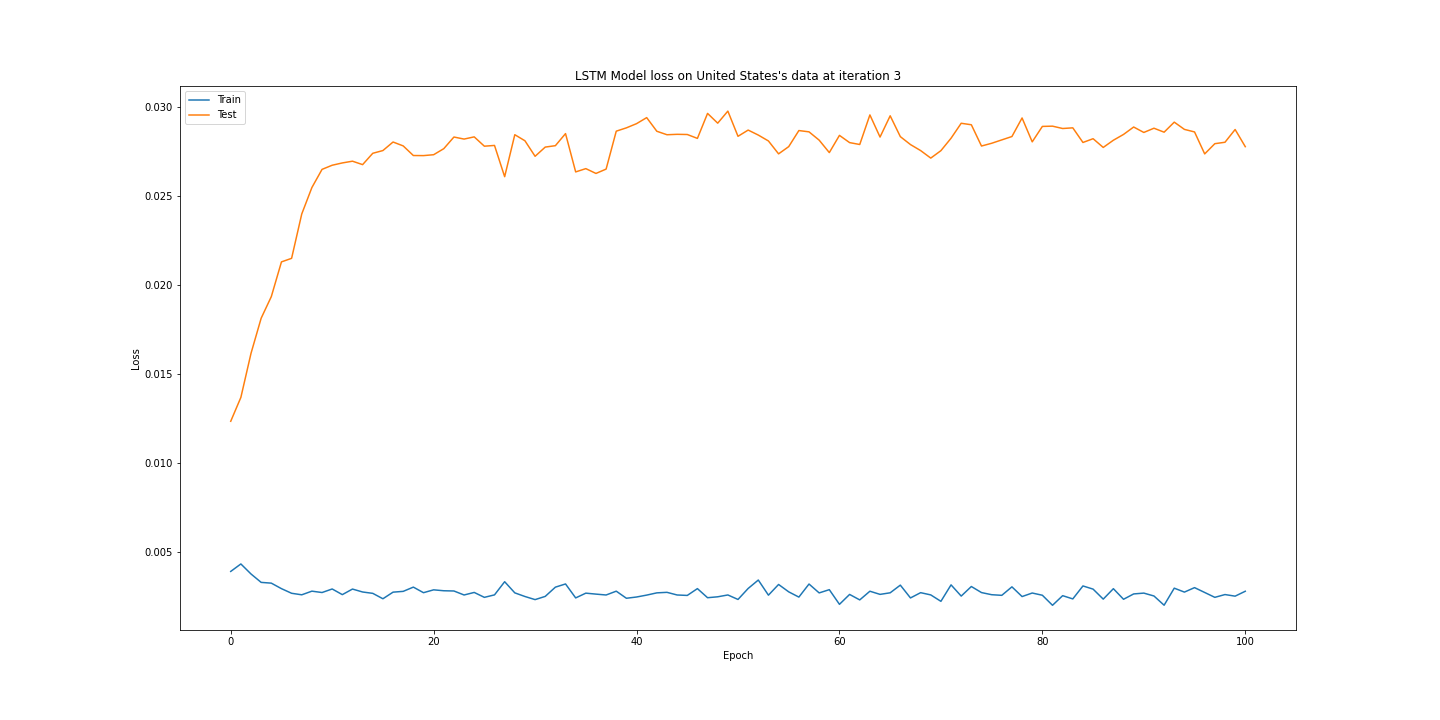 LSTM Model loss on United States's data at iteration 3
Train
Test
0.030
0.025
0.020
0.015
0.010
0.005
Loss
0 20 40 60 80 100
Epoch